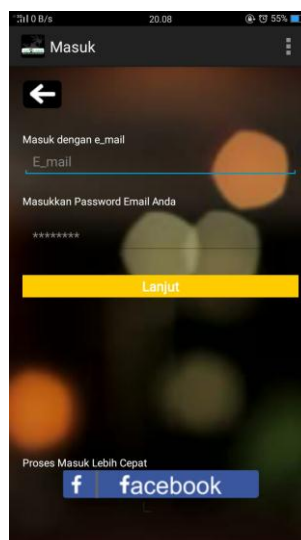 0 B/s 20.08 55%
Masuk
Masuk dengan e_mail
E_mail
Masukkan Password Email Anda
********
Lanjut
Proses Masuk Lebih Cepat
f facebook